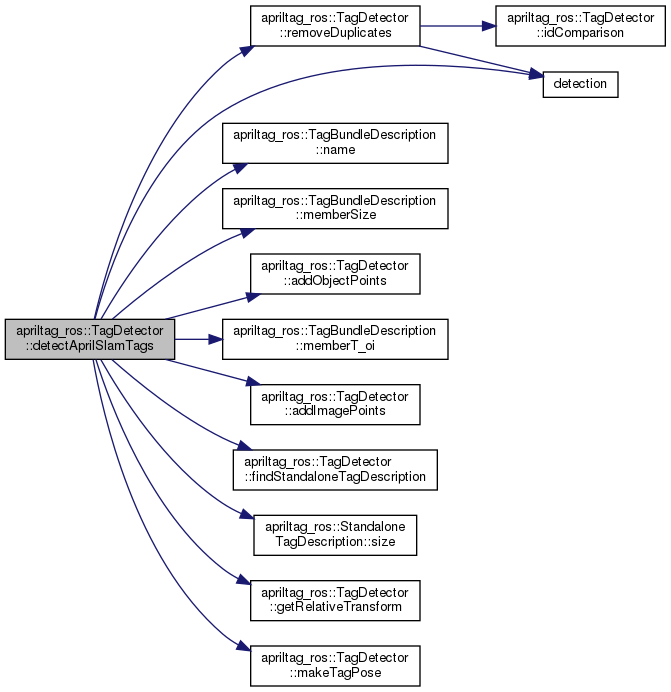 apriltag_ros::TagDetector
::detectAprilSlamTags
apriltag_ros::TagDetector
::removeDuplicates
apriltag_ros::TagDetector
::idComparison
detection
apriltag_ros::TagBundleDescription
::name
apriltag_ros::TagBundleDescription
::memberSize
apriltag_ros::TagDetector
::addObjectPoints
apriltag_ros::TagBundleDescription
::memberT_oi
apriltag_ros::TagDetector
::addImagePoints
apriltag_ros::TagDetector
::findStandaloneTagDescription
apriltag_ros::Standalone
TagDescription::size
apriltag_ros::TagDetector
::getRelativeTransform
apriltag_ros::TagDetector
::makeTagPose